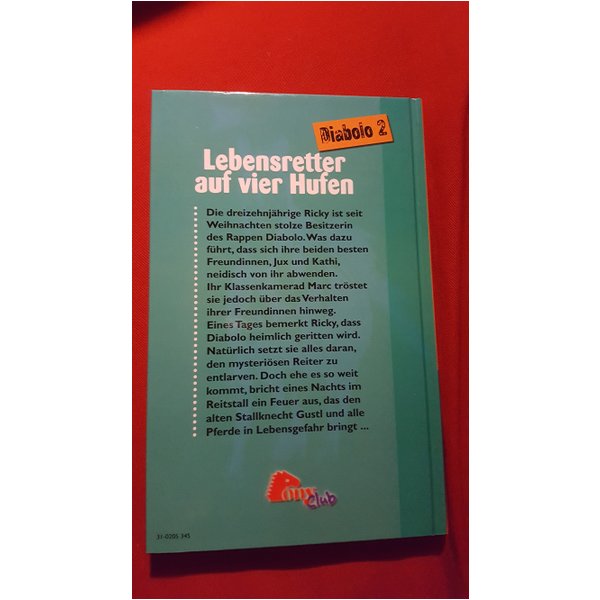 Diabolo 2
Lebensretter
auf vier Hufen
Die dreizehnjährige Ricky ist seit
Weihnachten stolze Besitzerin
des Rappen Diabolo. Was dazu
führt, dass sich ihre beiden besten
Freundinnen, Jux und Kathi,
neidisch von ihr abwenden.
Ihr Klassenkamerad Marc tröstet
sie jedoch über das Verhalten
ihrer Freundinnen hinweg.
Eines Tages bemerkt Ricky, dass
Diabolo heimlich geritten wird.
Natürlich setzt sie alles daran,
den mysteriösen Reiter zu
entlarven. Doch ehe es so weit
kommt, bricht eines Nachts im
Reitstall ein Feuer aus, das den
alten Stallknecht Gustl und alle
Pferde in Lebensgefahr bringt ...
Pony
Club
31-0205 345